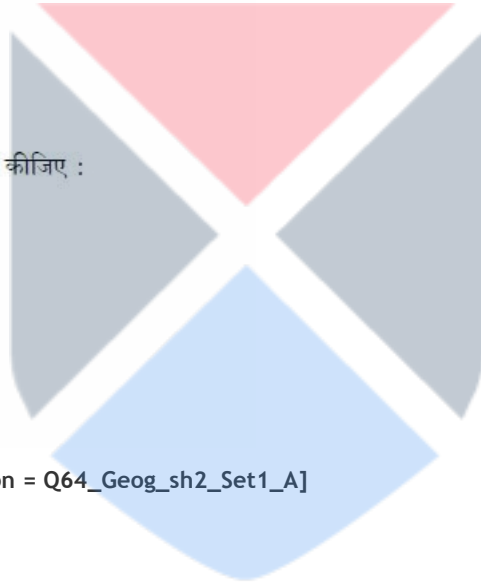 कीजिए :
on = Q64_Geog_sh2_Set1_A]